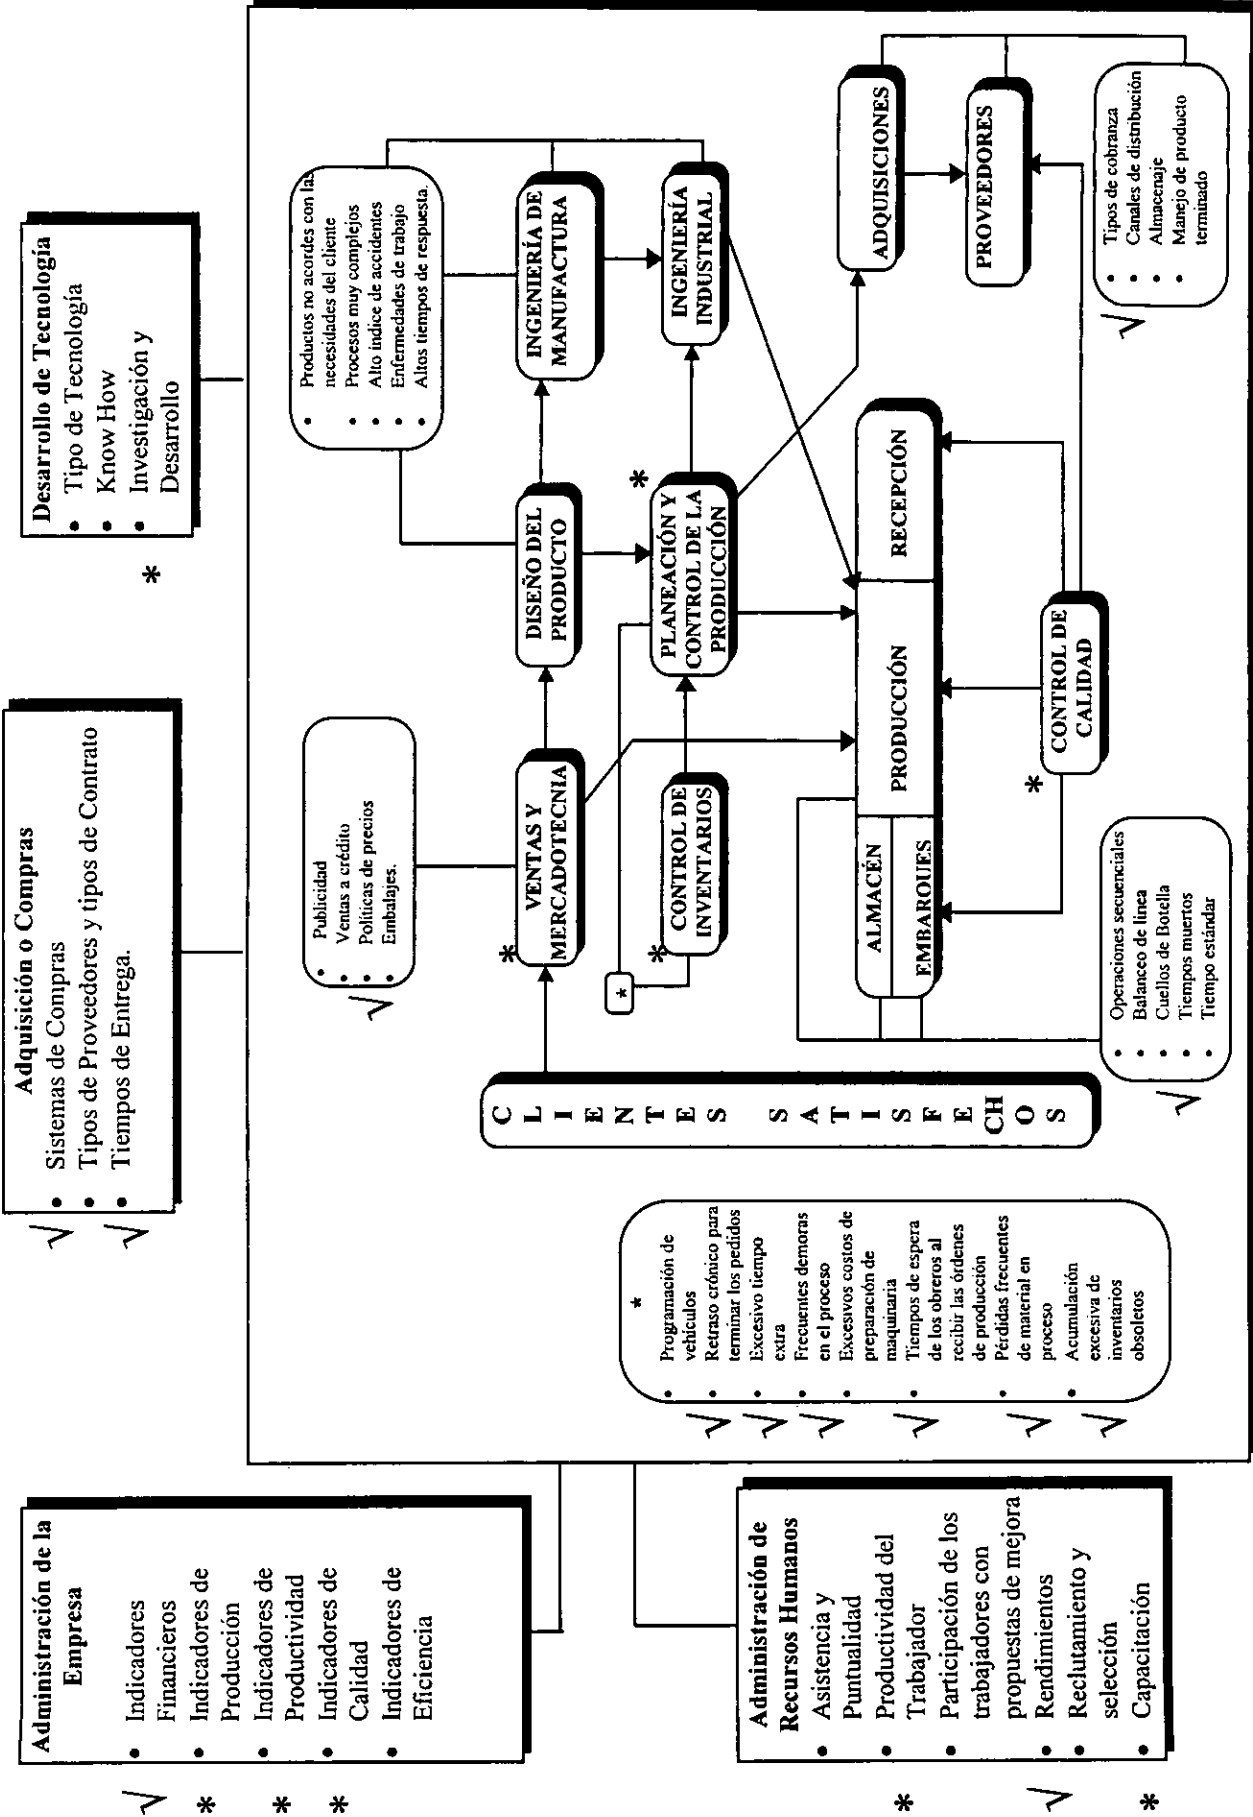 Administración de la
Empresa
√ • Indicadores
Financieros
* • Indicadores de
Producción
* • Indicadores de
Productividad
* • Indicadores de
Calidad
• Indicadores de
Eficiencia
Adquisición o Compras
√ • Sistemas de Compras
• Tipos de Proveedores y tipos de Contrato
√ • Tiempos de Entrega.
Desarrollo de Tecnología
• Tipo de Tecnología
• Know How
* • Investigación y
Desarrollo
Administración de
Recursos Humanos
• Asistencia y
Puntualidad
* • Productividad del
Trabajador
• Participación de los
trabajadores con
propuestas de mejora
√ • Rendimientos
• Reclutamiento y
selección
* • Capacitación
*
• Programación de
vehículos
√ • Retraso crónico para
terminar los pedidos
√ • Excesivo tiempo
extra
√ • Frecuentes demoras
en el proceso
• Excesivos costos de
preparación de
maquinaria
√ • Tiempos de espera
de los obreros al
recibir las órdenes
de producción
√ • Pérdidas frecuentes
de material en
proceso
√ • Acumulación
excesiva de
inventarios
obsoletos
C
L
I
E
N
T
E
S
S
A
T
I
S
F
E
CH
O
S
• Publicidad
• Ventas a crédito
√ • Políticas de precios
• Embalajes.
• Productos no acordes con las
necesidades del cliente
• Procesos muy complejos
• Alto indice de accidentes
• Enfermedades de trabajo
• Altos tiempos de respuesta.
*
VENTAS Y
MERCADOTECNIA
DISEÑO DEL
PRODUCTO
INGENIERÍA DE
MANUFACTURA
*
*
CONTROL DE
INVENTARIOS
*
PLANEACIÓN Y
CONTROL DE LA
PRODUCCIÓN
INGENIERÍA
INDUSTRIAL
ALMACÉN
EMBARQUES
PRODUCCIÓN
RECEPCIÓN
ADQUISICIONES
PROVEEDORES
*
CONTROL DE
CALIDAD
• Operaciones secuenciales
• Balanceo de linea
• Cuellos de Botella
√ • Tiempos muertos
• Tiempo estándar
√ • Tipos de cobranza
• Canales de distribución
• Almacenaje
• Manejo de producto
terminado